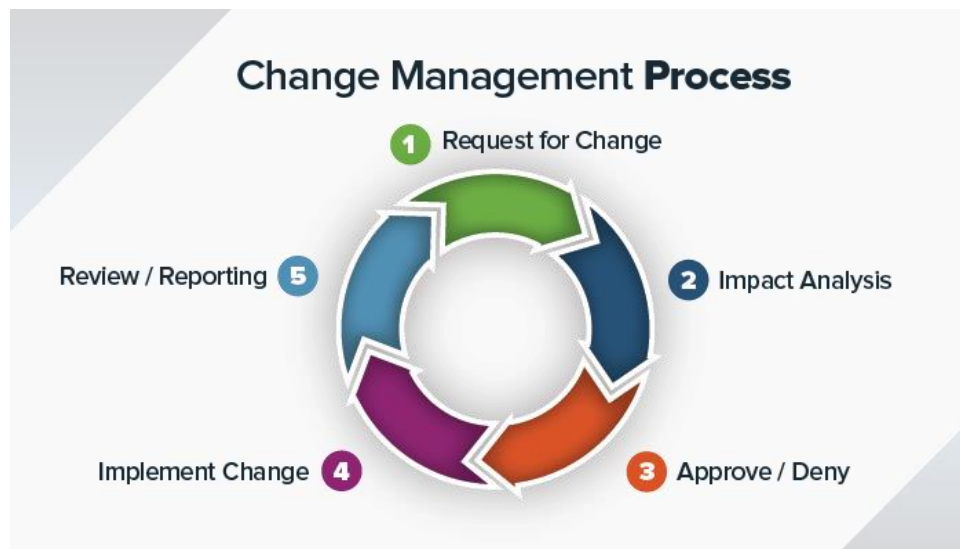 Change Management Process
1 Request for Change
2 Impact Analysis
3 Approve / Deny
Implement Change 4
Review / Reporting 5